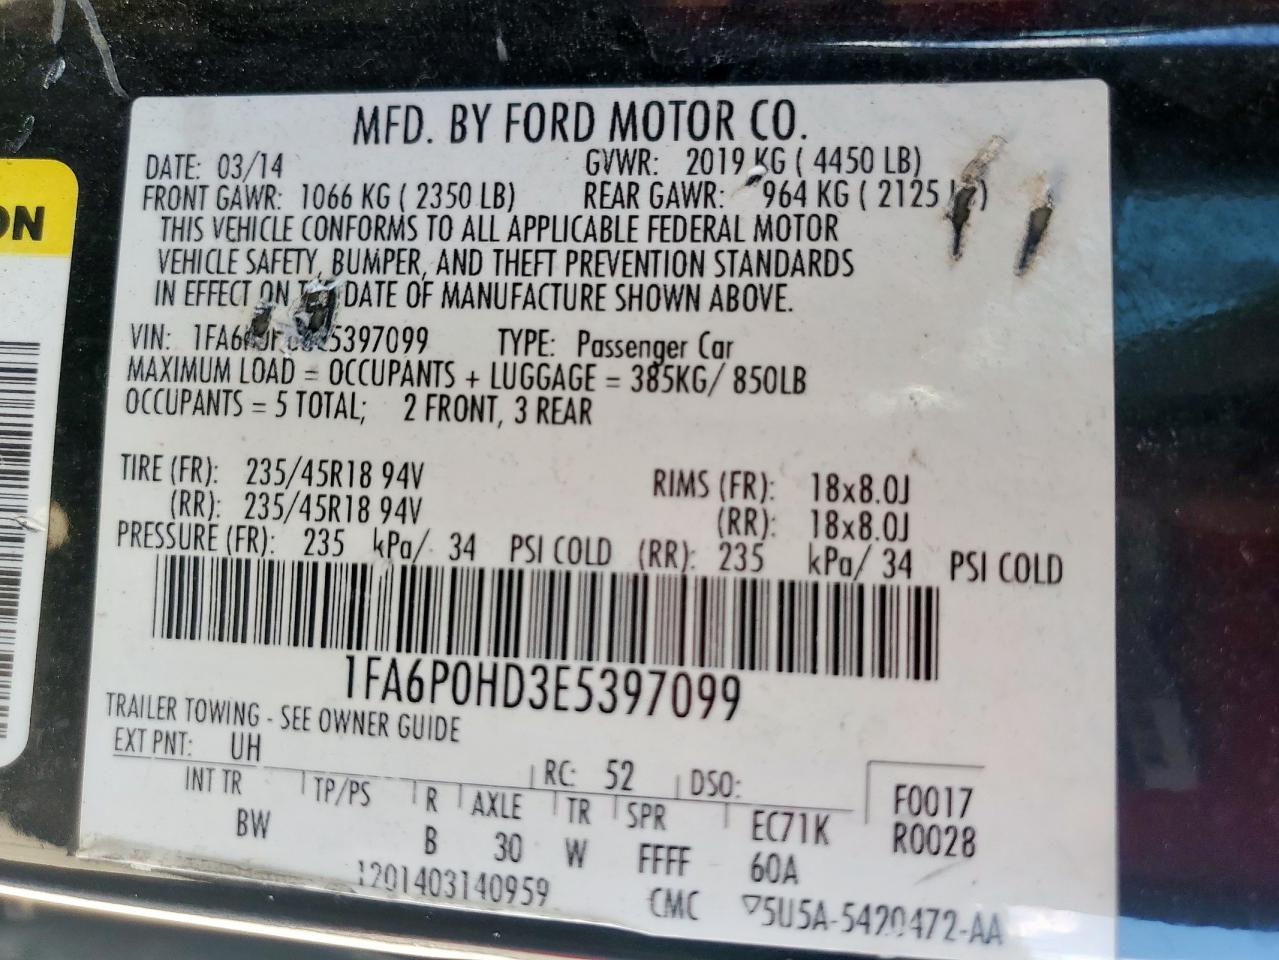 MFD. BY FORD MOTOR CO.
DATE: 03/14 GVWR: 2019 KG ( 4450 LB)
FRONT GAWR: 1066 KG ( 2350 LB) REAR GAWR: 964 KG ( 2125
THIS VEHICLE CONFORMS TO ALL APPLICABLE FEDERAL MOTOR
VEHICLE SAFETY, BUMPER, AND THEFT PREVENTION STANDARDS
IN EFFECT ON DATE OF MANUFACTURE SHOWN ABOVE.
VIN: TYPE: Passenger Car
MAXIMUM LOAD = OCCUPANTS + LUGGAGE = 385KG/ 850LB
OCCUPANTS = 5 TOTAL; 2 FRONT, 3 REAR
TIRE (FR): 235/45R18 94V RIMS (FR): 18x8.0J
(RR): 235/45R18 94V (RR): 18x8.0J
PRESSURE (FR): 235 kPa/ 34 PSI COLD (RR): 235 kPa/ 34 PSI COLD
1FA6P0HD3E5397099
TRAILER TOWING - SEE OWNER GUIDE
EXT PNT: UH RC: 52 DSO:
INT TR TP/PS R AXLE TR SPR EC71K F0017
BW B 30 W FFFF 60A R0028
1201403140959 CMC ▽5U5A-5420472-AA